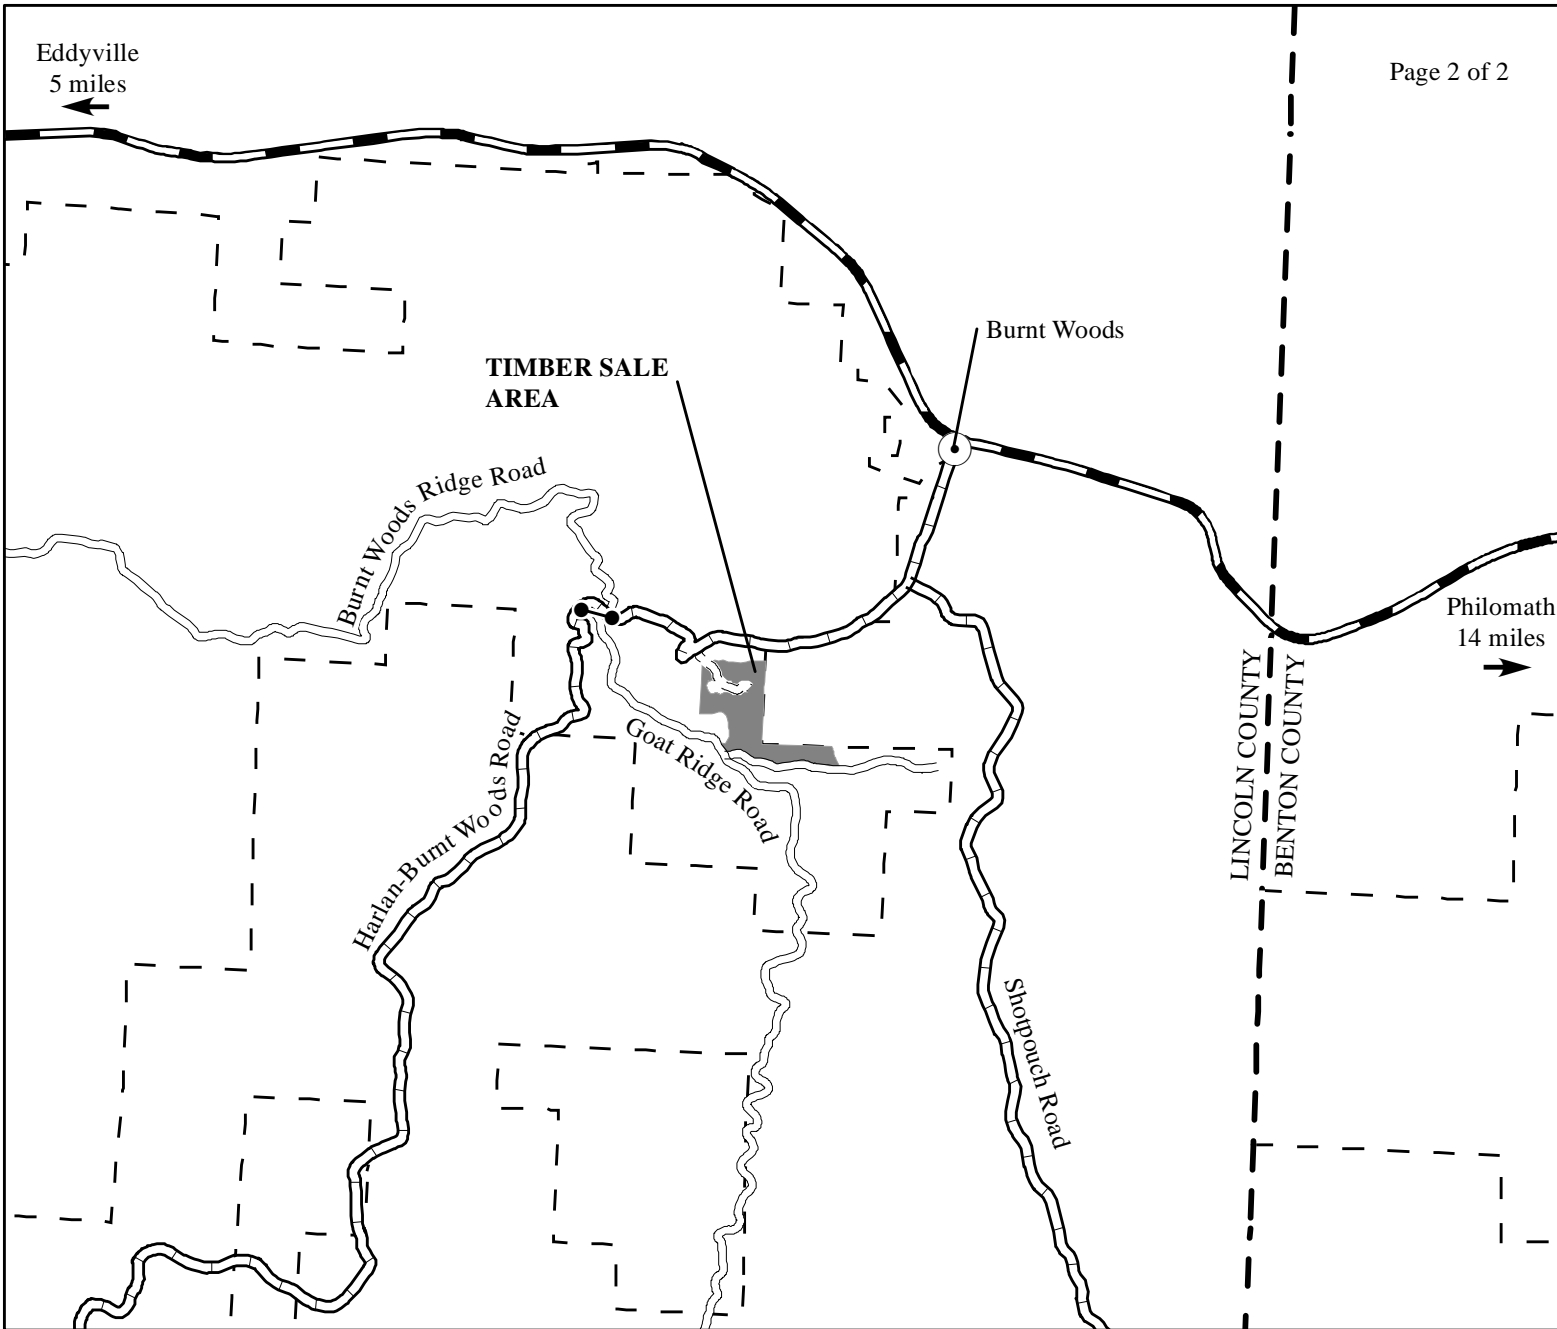 Eddyville
5 miles
Page 2 of 2
Burnt Woods
TIMBER SALE
AREA
Burnt Woods Ridge Road
Philomath
14 miles
LINCOLN COUNTY
BENTON COUNTY
Goat Ridge Road
Harlan-Burnt Woods Road
Shotpouch Road